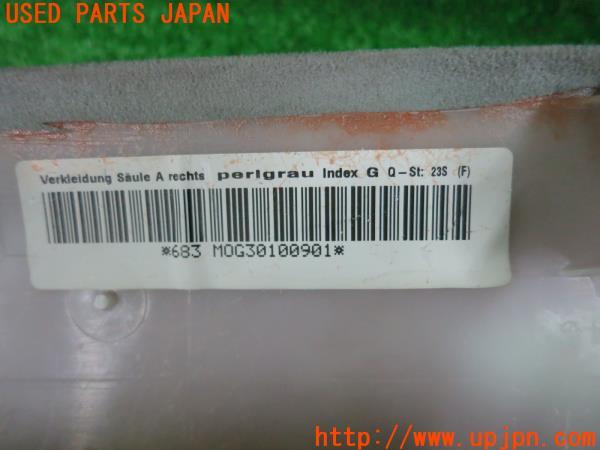 USED PARTS JAPAN
Verkleidung Säule A rechts perlgrau Index G Q-St: 23S (F)
*683 MOG30100901*
http://www.upjpn.com